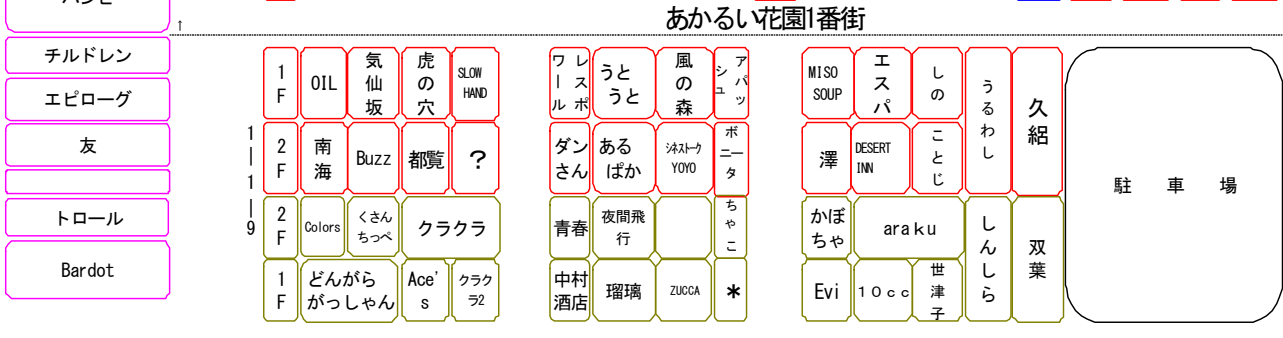 あかるい花園1番街
↑
チルドレン
エピローグ
友
トロール
Bardot
1|1|9
1F
OIL
気仙坂
虎の穴
SLOW
HAND
2F
南海
Buzz
都覧
?
2F
Colors
くさん
ちっぺ
クラクラ
1F
どんがら
がっしゃん
Ace'
s
クラク
ラ2
レスポ
ワール
うと
うと
風の森
アパッ
シュ
ダン
さん
ある
ぱか
シネストーク
YOYO
ボニータ
青春
夜間飛
行
ちゃこ
中村
酒店
瑠璃
ZUCCA
*
MISO
SOUP
エスパ
しの
うるわし
久絽
澤
DESERT
INN
ことじ
かぼ
ちゃ
araku
しんしら
双葉
Evi
10cc
世津子
駐車場